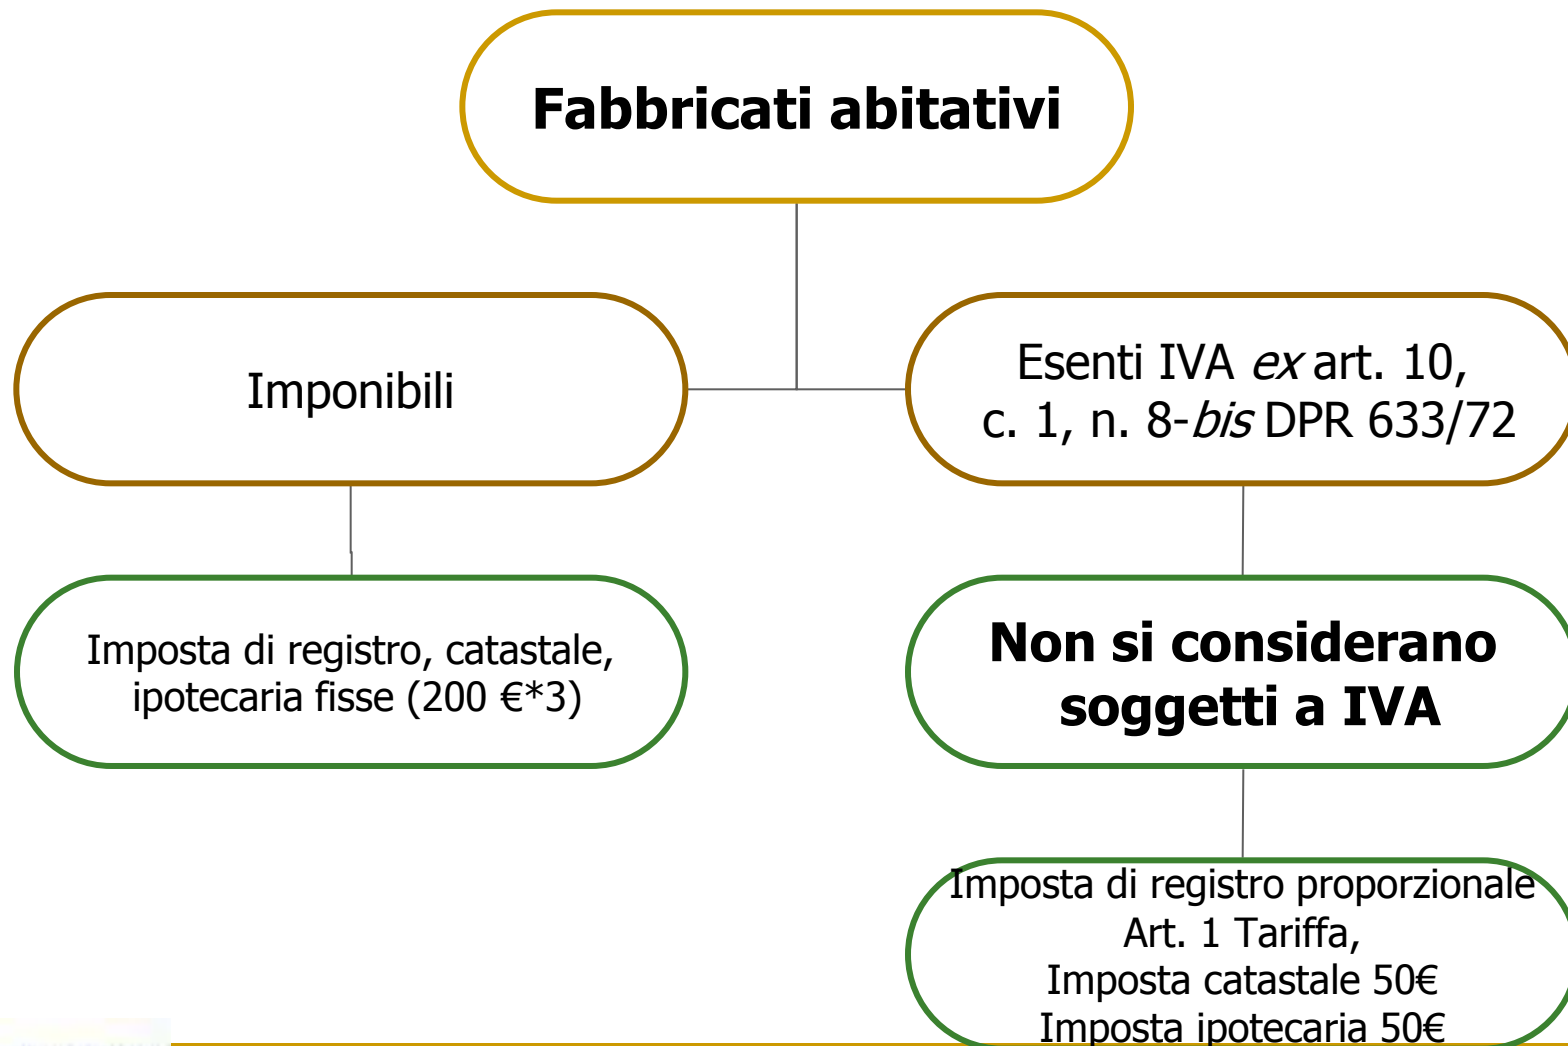 Fabbricati abitativi
Imponibili
Esenti IVA ex art. 10,
c. 1, n. 8-bis DPR 633/72
Imposta di registro, catastale,
ipotecaria fisse (200 €*3)
Non si considerano
soggetti a IVA
Imposta di registro proporzionale
Art. 1 Tariffa,
Imposta catastale 50€
Imposta ipotecaria 50€